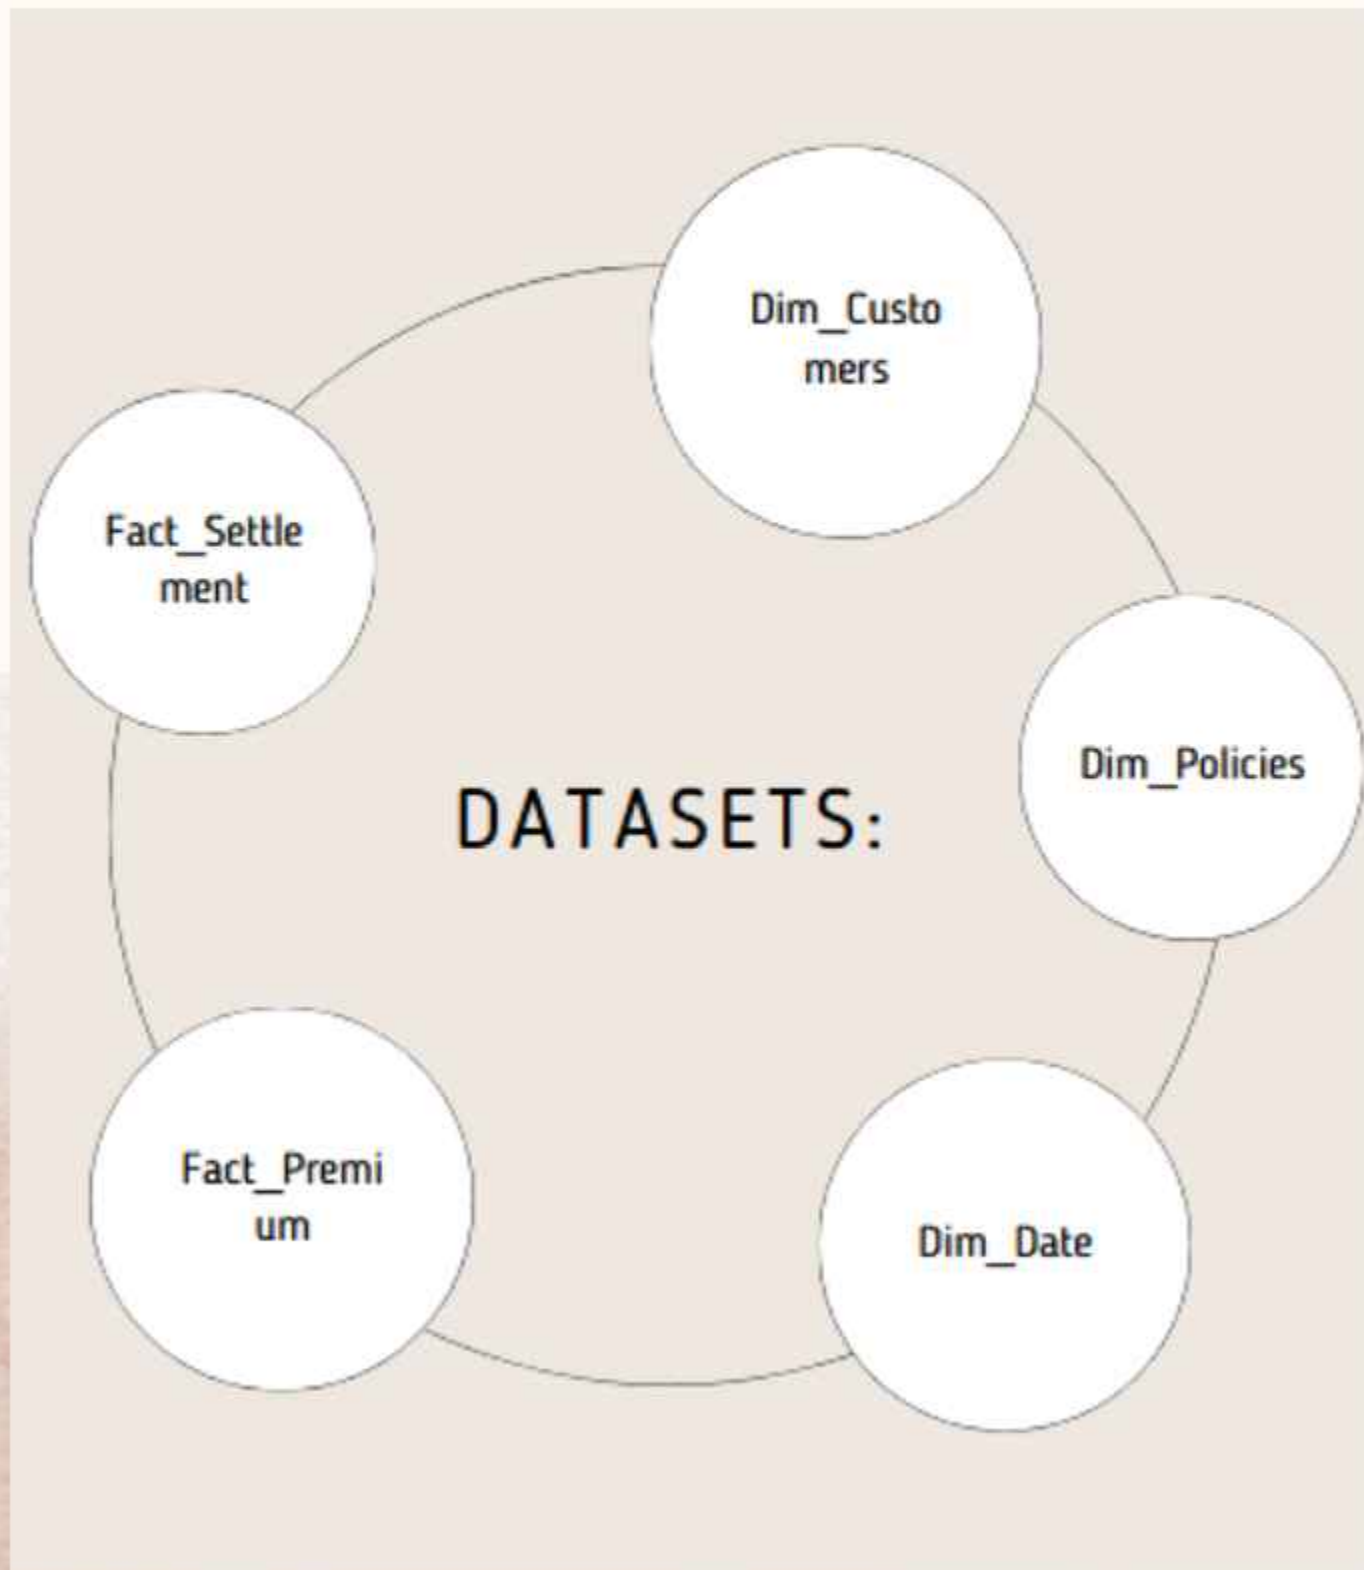 Dim_Custo
mers
Fact_Settle
ment
Dim_Policies
DATASETS:
Fact_Premi
um
Dim_Date